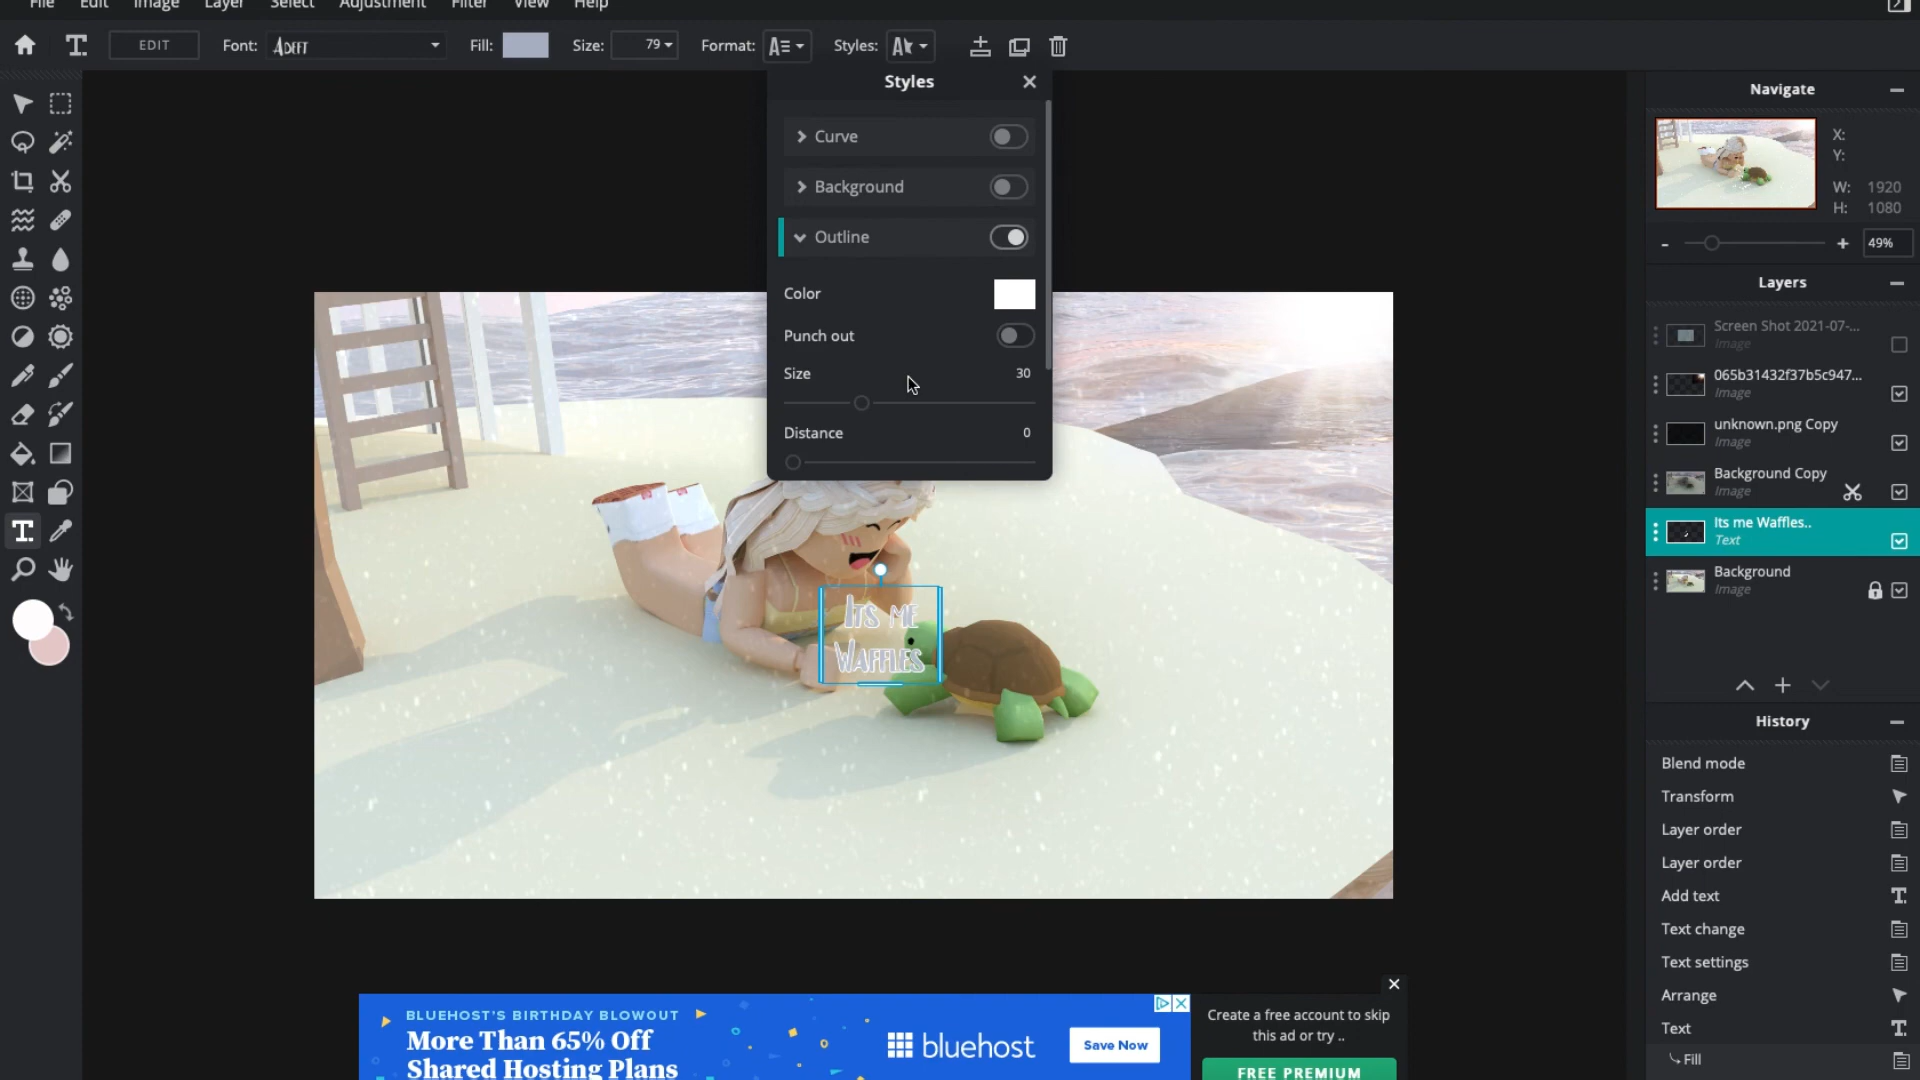 File Edit Image Layer Select Adjustment Filter View Help
EDIT Font: ADEFT Fill: Size: 79 Format: A Styles: A
Styles
Curve
Background
Outline
Color
Punch out
Size 30
Distance 0
ITS ME
WAFFLES
Navigate
X:
Y:
W: 1920
H: 1080
- + 49%
Layers
Screen Shot 2021-07-...
Image
065b31432f37b5c947...
Image
unknown.png Copy
Image
Background Copy
Image
Its me Waffles..
Text
Background
Image
History
Blend mode
Transform
Layer order
Layer order
Add text
Text change
Text settings
Arrange
Text
Fill
BLUEHOST'S BIRTHDAY BLOWOUT
More Than 65% Off
Shared Hosting Plans
bluehost
Save Now
Create a free account to skip
this ad or try ..
FREE PREMIUM